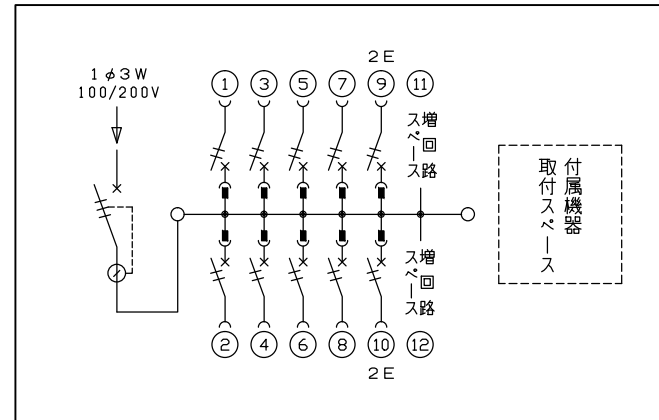 2E
1φ3W
100/200V
1 3 5 7 9 11
増回路
スペース
付属機器
取付スペース
増回路
スペース
2 4 6 8 10 12
2E